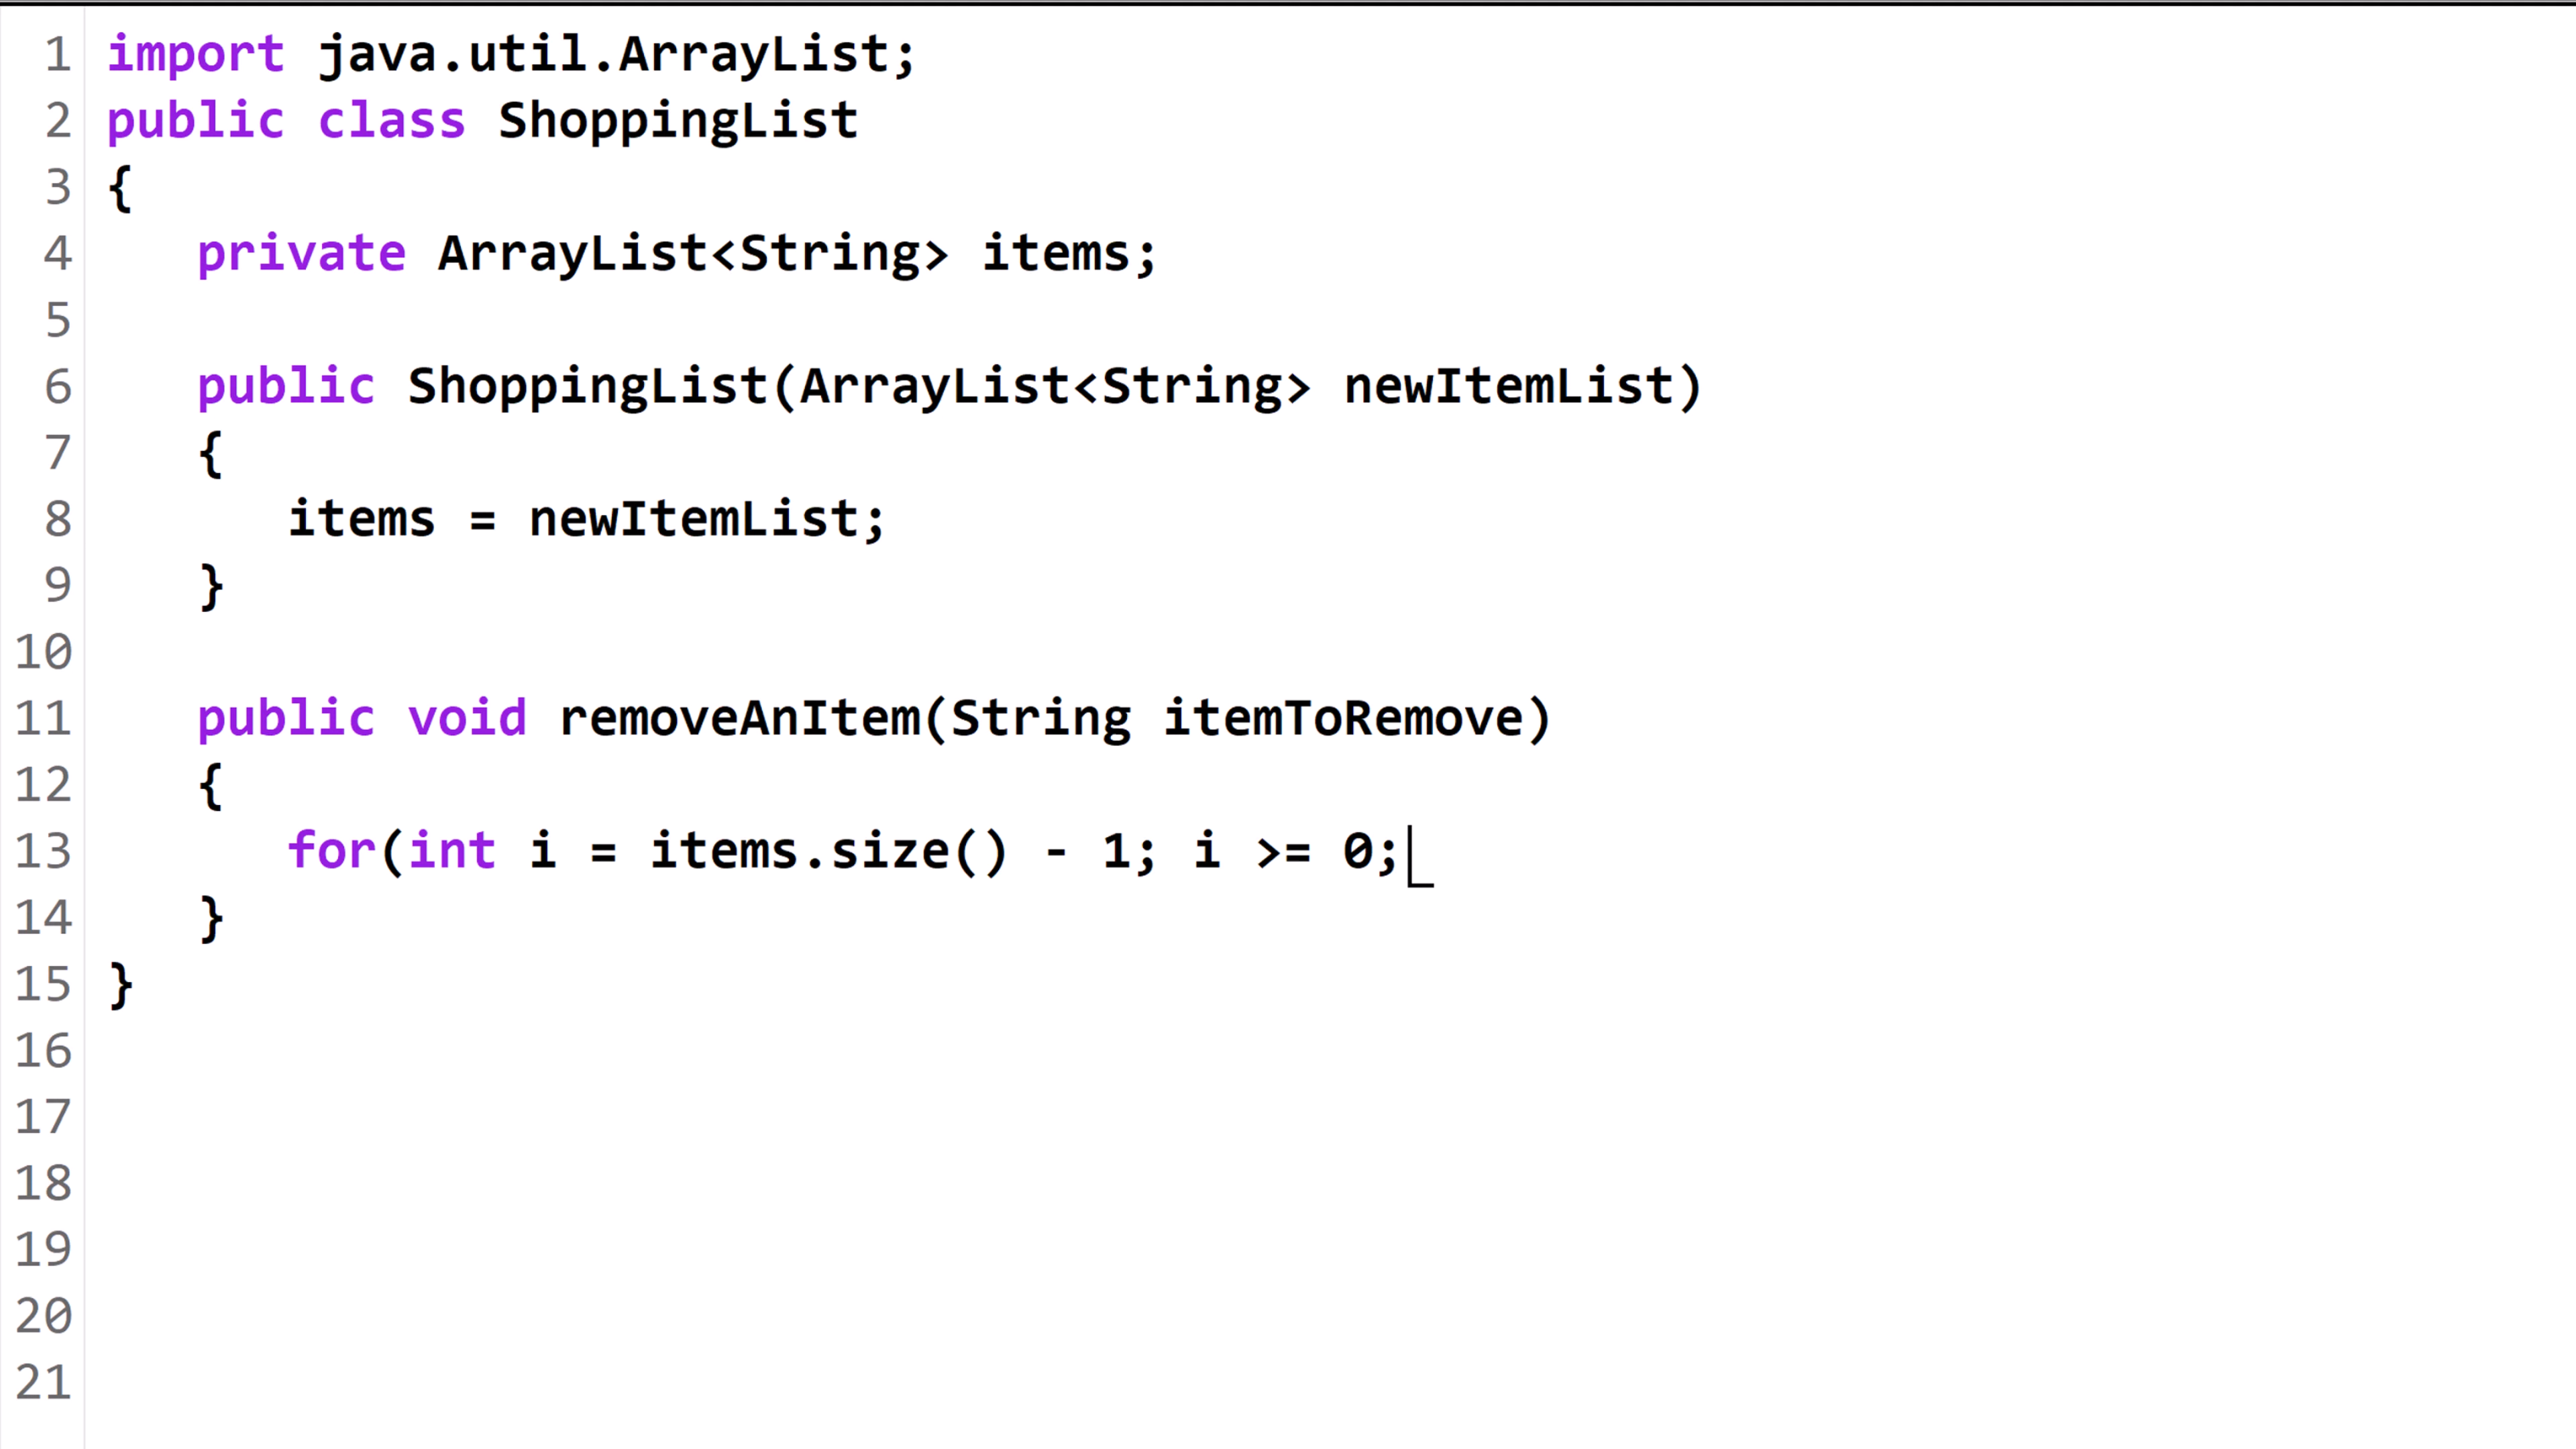 1 import java.util.ArrayList;
2 public class ShoppingList
3 {
4    private ArrayList<String> items;
5
6    public ShoppingList(ArrayList<String> newItemList)
7    {
8       items = newItemList;
9    }
10
11    public void removeAnItem(String itemToRemove)
12    {
13       for(int i = items.size() - 1; i >= 0;
14    }
15 }
16
17
18
19
20
21